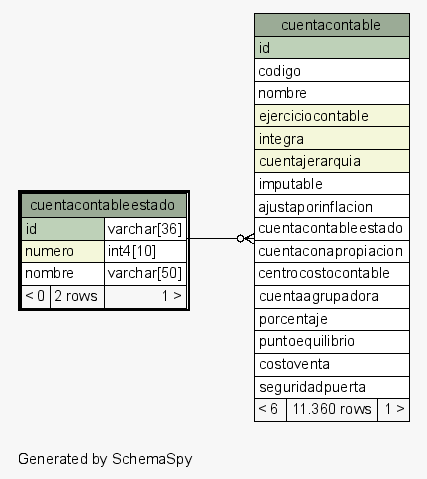 cuentacontable
id
codigo
nombre
ejerciciocontable
integra
cuentajerarquia
imputable
ajustaporinflacion
cuentacontableestado
cuentaconapropiacion
centrocostocontable
cuentaagrupadora
porcentaje
puntoequilibrio
costoventa
seguridadpuerta
< 6 11.360 rows 1 >
cuentacontableestado
id varchar[36]
numero int4[10]
nombre varchar[50]
< 0 2 rows 1 >
Generated by SchemaSpy